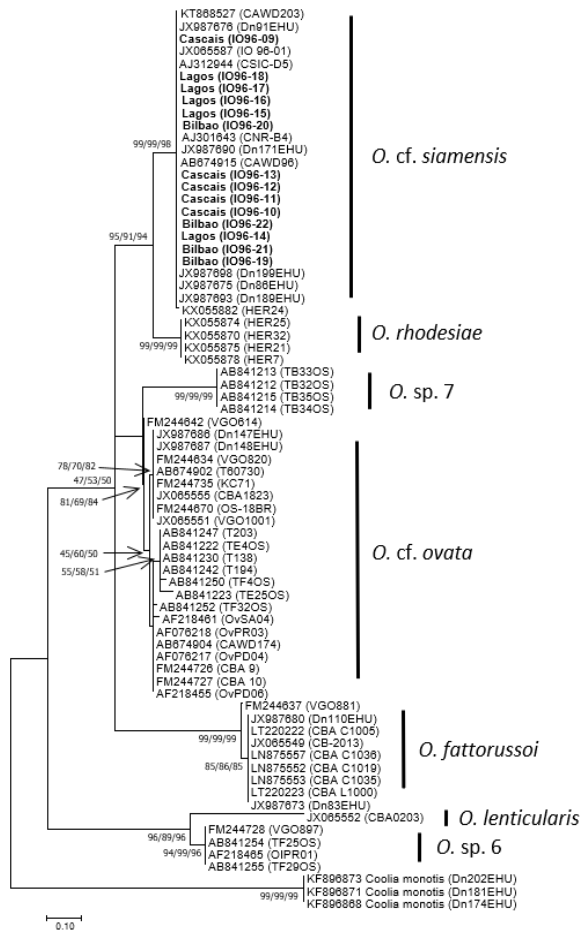 KT868527 (CAWD203)
JX987676 (Dn91EHU)
Cascais (IO96-09)
JX065587 (IO 96-01)
AJ312944 (CSIC-D5)
Lagos (IO96-18)
Lagos (IO96-17)
Lagos (IO96-16)
Lagos (IO96-15)
Bilbao (IO96-20)
AJ301643 (CNR-B4)
99/99/98
JX987690 (Dn171EHU)
AB674915 (CAWD96)
O. cf. siamensis
Cascais (IO96-13)
Cascais (IO96-12)
Cascais (IO96-11)
Cascais (IO96-10)
Bilbao (IO96-22)
Lagos (IO96-14)
95/91/94
Bilbao (IO96-21)
Bilbao (IO96-19)
JX987698 (Dn199EHU)
JX987675 (Dn86EHU)
JX987693 (Dn189EHU)
KX055882 (HER24)
KX055874 (HER25)
KX055870 (HER32)
O. rhodesiae
KX055875 (HER21)
99/99/99
KX055878 (HER7)
AB841213 (TB33OS)
AB841212 (TB32OS)
O. sp. 7
99/99/99
AB841215 (TB35OS)
AB841214 (TB34OS)
FM244642 (VGO614)
JX987686 (Dn147EHU)
JX987687 (Dn148EHU)
FM244634 (VGO820)
78/70/82
AB674902 (T60730)
47/53/50
FM244735 (KC71)
JX065555 (CBA1823)
81/69/84
FM244670 (OS-18BR)
JX065551 (VGO1001)
AB841247 (T203)
AB841222 (TE4OS)
45/60/50
AB841230 (T138)
O. cf. ovata
AB841242 (T194)
55/58/51
AB841250 (TF4OS)
AB841223 (TE25OS)
AB841252 (TF32OS)
AF218461 (OvSA04)
AF076218 (OvPR03)
AB674904 (CAWD174)
AF076217 (OvPD04)
FM244726 (CBA 9)
FM244727 (CBA 10)
AF218455 (OvPD06)
FM244637 (VGO881)
JX987680 (Dn110EHU)
LT220222 (CBA C1005)
99/99/99
JX065549 (CB-2013)
LN875557 (CBA C1036)
O. fattorussoi
LN875552 (CBA C1019)
85/86/85
LN875553 (CBA C1035)
LT220223 (CBA L1000)
JX987673 (Dn83EHU)
JX065552 (CBA0203)
O. lenticularis
FM244728 (VGO897)
96/89/96
AB841254 (TF25OS)
O. sp. 6
AF218465 (OIPR01)
94/99/96
AB841255 (TF29OS)
KF896873 Coolia monotis (Dn202EHU)
KF896871 Coolia monotis (Dn181EHU)
99/99/99
KF896868 Coolia monotis (Dn174EHU)
0.10